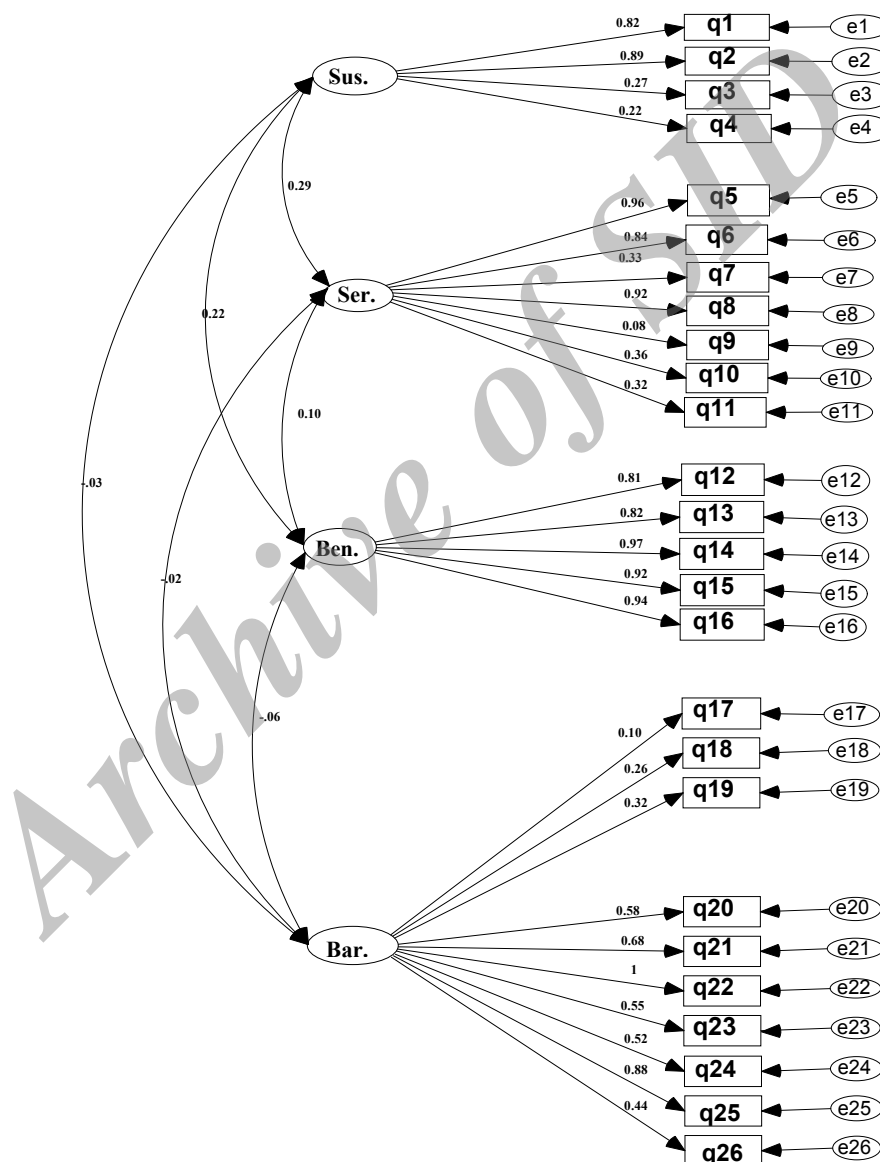 0.82 q1 e1
0.89 q2 e2
Sus.
0.27 q3 e3
0.22 q4 e4
0.29
0.96 q5 e5
0.84 q6 e6
0.33 q7 e7
Ser.
0.92 q8 e8
0.22
0.08 q9 e9
0.36 q10 e10
0.32 q11 e11
0.10
0.81 q12 e12
-.03
0.82 q13 e13
Ben.
0.97 q14 e14
-.02
0.92 q15 e15
0.94 q16 e16
-.06
0.10 q17 e17
0.26 q18 e18
0.32 q19 e19
0.58 q20 e20
0.68 q21 e21
Bar.
1 q22 e22
0.55 q23 e23
0.52 q24 e24
0.88 q25 e25
0.44 q26 e26
Archive of SID